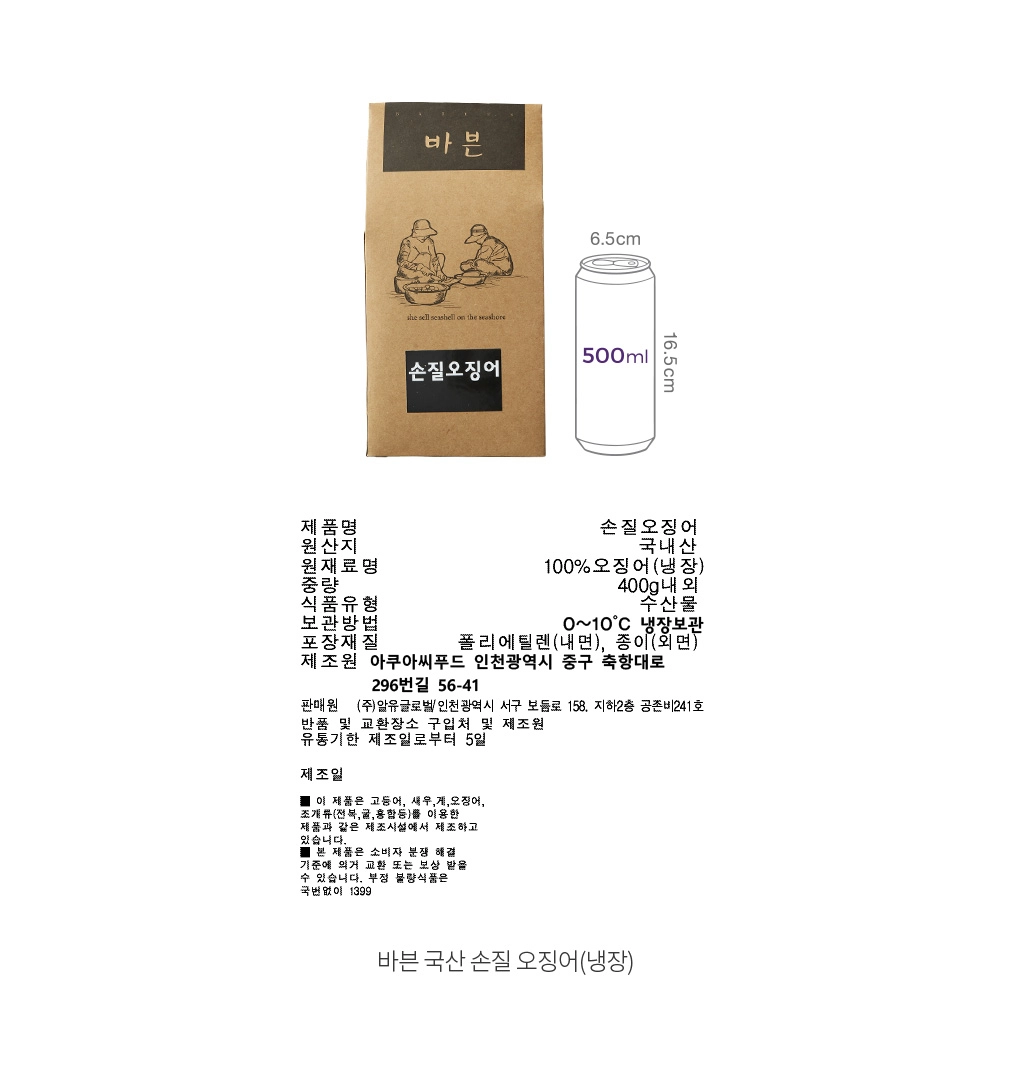 바븐
she sell seashell on the seashore
손질오징어
6.5cm
500ml
16.5cm
제품명 손질오징어
원산지 국내산
원재료명 100%오징어(냉장)
중량 400g내외
식품유형 수산물
보관방법 0~10˚C 냉장보관
포장재질 폴리에틸렌(내면), 종이(외면)
제조원 아쿠아씨푸드 인천광역시 중구 축항대로
296번길 56-41
판매원 (주)알유글로벌/인천광역시 서구 보듬로 158. 지하2층 공존비241호
반품 및 교환장소 구입처 및 제조원
유통기한 제조일로부터 5일
제조일
■ 이 제품은 고등어, 새우,게,오징어,
조개류(전복,굴,홍합등)를 이용한
제품과 같은 제조시설에서 제조하고
있습니다.
■ 본 제품은 소비자 분쟁 해결
기준에 의거 교환 또는 보상 받을
수 있습니다. 부정 불량식품은
국번없이 1399
바븐 국산 손질 오징어(냉장)